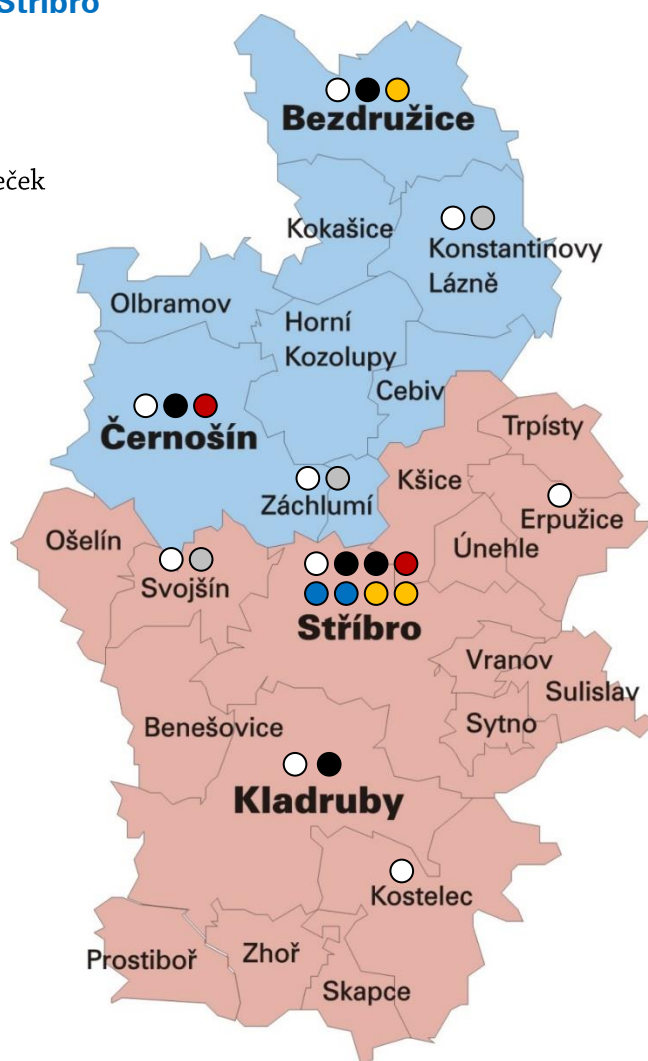 Stříbro
eček
Bezdružice
Kokašice
Konstantinovy
Lázně
Olbramov
Horní
Kozolupy
Cebiv
Černošín
Trpísty
Kšice
Záchlumí
Erpužice
Ošelín
Únehle
Svojšín
Stříbro
Vranov
Sulislav
Benešovice
Sytno
Kladruby
Kostelec
Prostiboř
Zhoř
Skapce